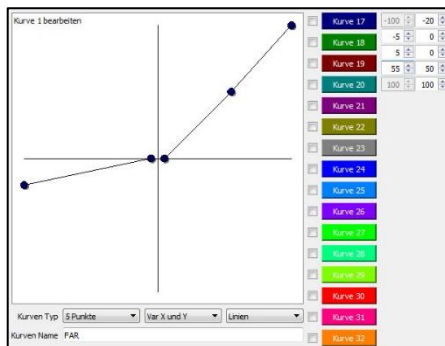 Kurve 1 bearbeiten
Kurve 17 -100 -20
Kurve 18 -5 0
Kurve 19 5 0
Kurve 20 55 50
Kurve 21 100 100
Kurve 22
Kurve 23
Kurve 24
Kurve 25
Kurve 26
Kurve 27
Kurve 28
Kurve 29
Kurve 30
Kurve 31
Kurve 32
Kurven Typ 5 Punkte Var X und Y Linien
Kurven Name FAR